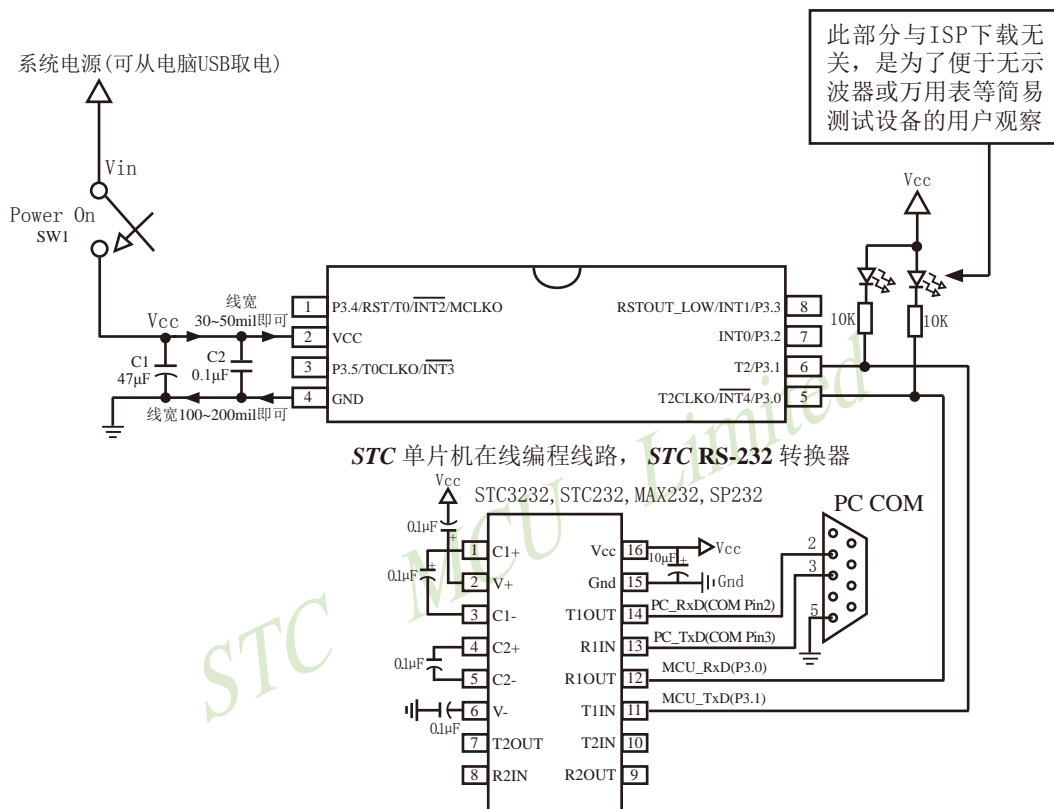 此部分与ISP下载无
关，是为了便于无示
波器或万用表等简易
测试设备的用户观察
系统电源(可从电脑USB取电)
Vin
Power On
SW1
Vcc
线宽
30~50mil即可
Vcc
C1
47μF
C2
0.1μF
线宽100~200mil即可
1 P3.4/RST/T0/INT2/MCLKO
2 VCC
3 P3.5/T0CLKO/INT3
4 GND
RSTOUT_LOW/INT1/P3.3 8
INT0/P3.2 7
T2/P3.1 6
T2CLKO/INT4/P3.0 5
10K
10K
STC 单片机在线编程线路， STC RS-232 转换器
STC3232,STC232,MAX232,SP232
Vcc
0.1μF
+
0.1μF
+
0.1μF
0.1μF
1 C1+
2 V+
3 C1-
4 C2+
5 C2-
6 V-
7 T2OUT
8 R2IN
Vcc 16
Gnd 15
T1OUT 14
R1IN 13
R1OUT 12
T1IN 11
T2IN 10
R2OUT 9
10μF
+
Vcc
Gnd
PC_RxD(COM Pin2)
PC_TxD(COM Pin3)
MCU_RxD(P3.0)
MCU_TxD(P3.1)
PC COM
2
3
5
STC MCU Limited